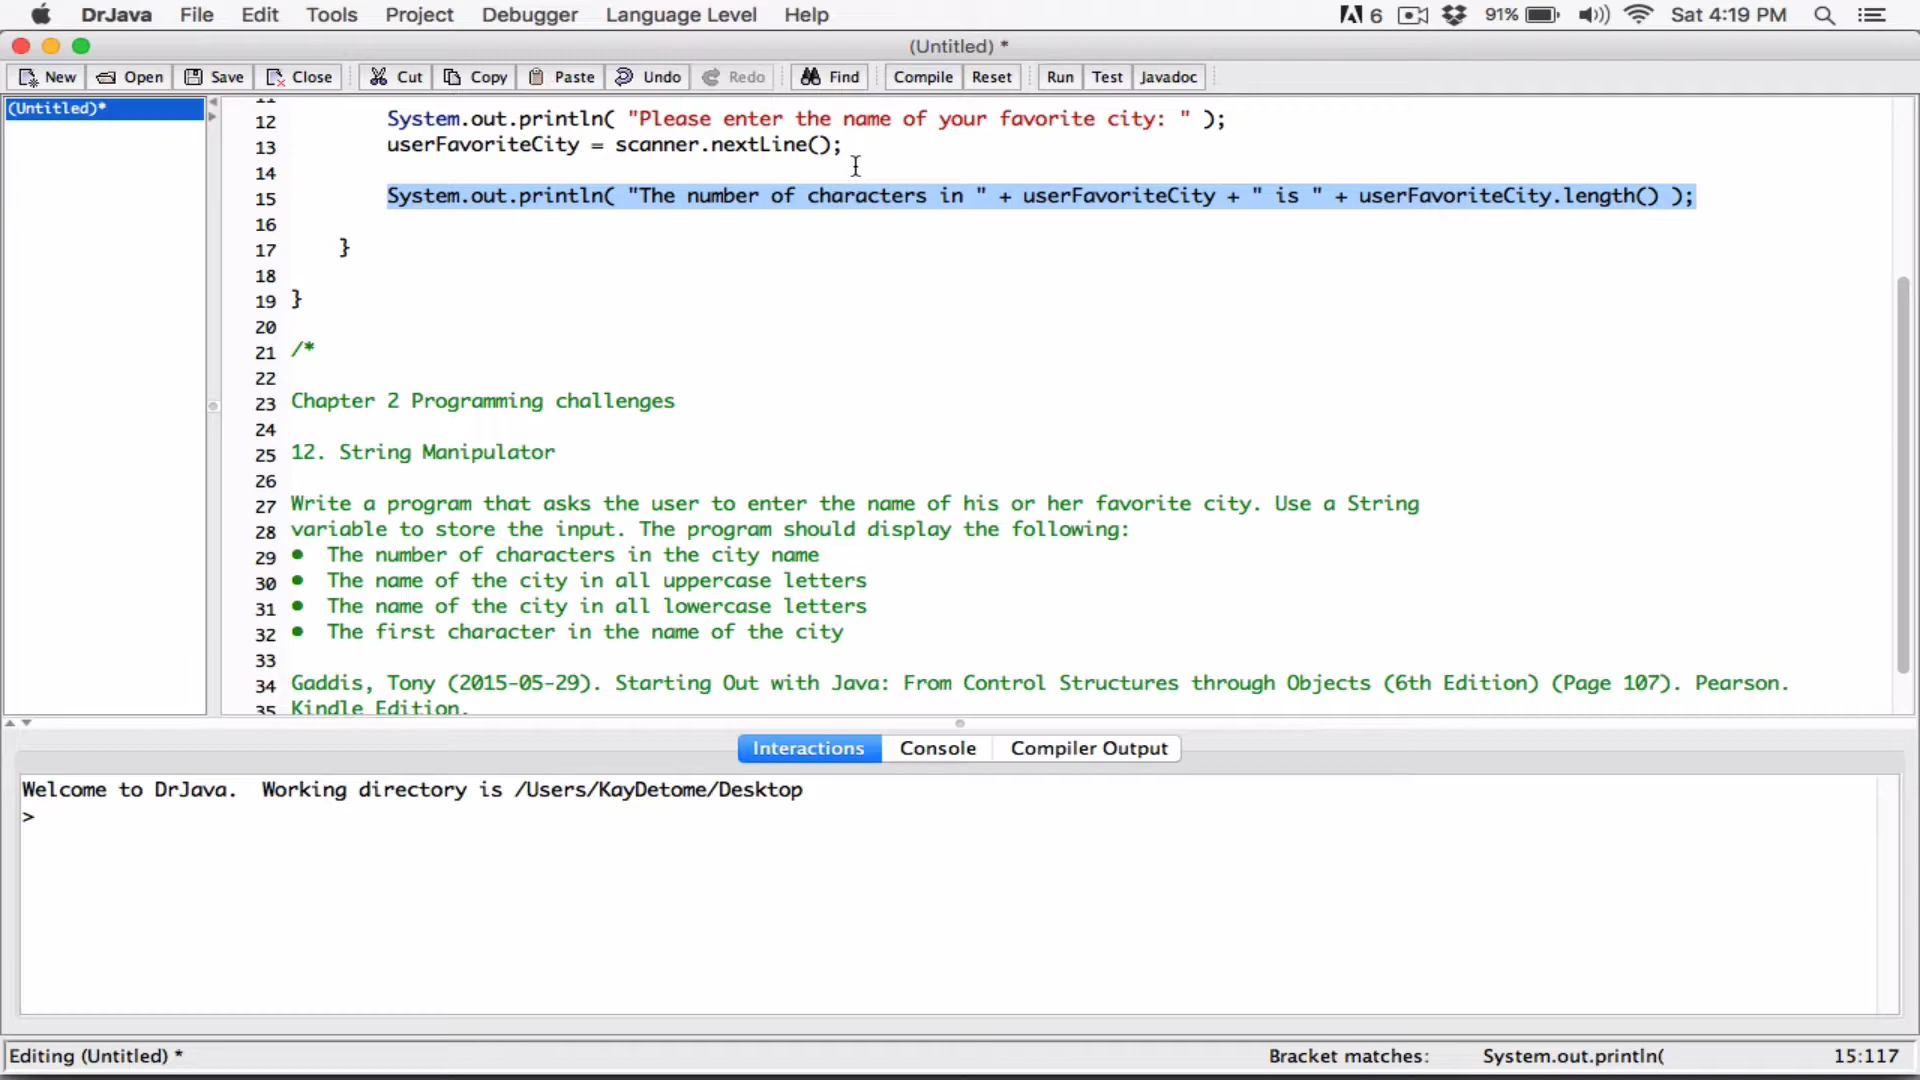 DrJava File Edit Tools Project Debugger Language Level Help 6 91% Sat 4:19 PM
(Untitled) *
New Open Save Close Cut Copy Paste Undo Redo Find Compile Reset Run Test Javadoc
(Untitled)*
11
12 System.out.println( "Please enter the name of your favorite city: " );
13 userFavoriteCity = scanner.nextLine();
14
15 System.out.println( "The number of characters in " + userFavoriteCity + " is " + userFavoriteCity.length() );
16
17 }
18
19 }
20
21 /*
22
23 Chapter 2 Programming challenges
24
25 12. String Manipulator
26
27 Write a program that asks the user to enter the name of his or her favorite city. Use a String
28 variable to store the input. The program should display the following:
29 ● The number of characters in the city name
30 ● The name of the city in all uppercase letters
31 ● The name of the city in all lowercase letters
32 ● The first character in the name of the city
33
34 Gaddis, Tony (2015-05-29). Starting Out with Java: From Control Structures through Objects (6th Edition) (Page 107). Pearson.
35 Kindle Edition.
Interactions Console Compiler Output
Welcome to DrJava. Working directory is /Users/KayDetome/Desktop
>
Editing (Untitled) * Bracket matches: System.out.println( 15:117